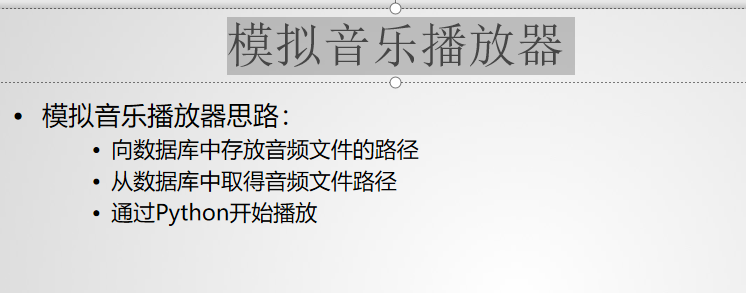 模拟音乐播放器
• 模拟音乐播放器思路：
• 向数据库中存放音频文件的路径
• 从数据库中取得音频文件路径
• 通过Python开始播放